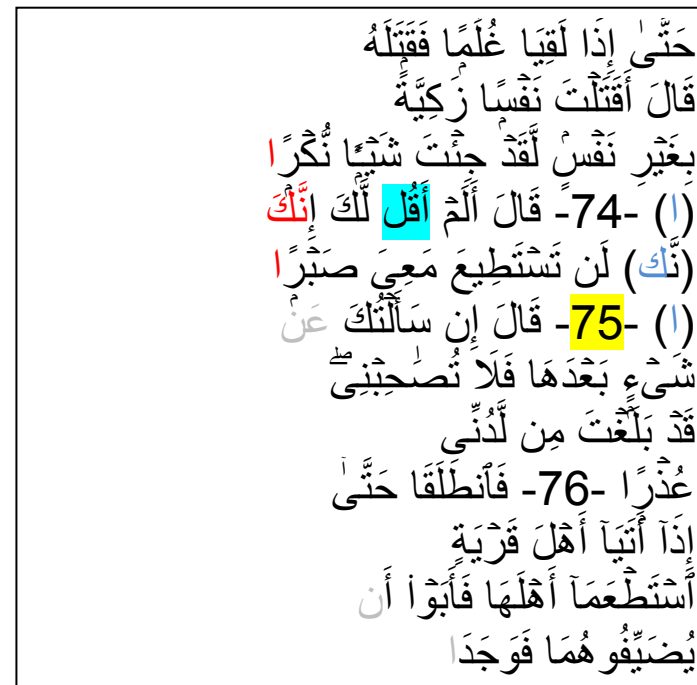 حَتَّىٰ إِذَا لَقِيَا غُلَٰمًا فَقَتَلَهُ
قَالَ أَقَتَلْتَ نَفْسًا زَكِيَّةًۢ
بِغَيْرِ نَفْسٍ لَّقَدْ جِئْتَ شَيْـًٔا نُّكْرًا
(ا) -74- قَالَ أَلَمْ أَقُل لَّكَ إِنَّكَ
(نَّك) لَن تَسْتَطِيعَ مَعِيَ صَبْرًا
(ا) -75- قَالَ إِن سَأَلْتُكَ عَن
شَىْءٍۭ بَعْدَهَا فَلَا تُصَٰحِبْنِىۖ
قَدْ بَلَغْتَ مِن لَّدُنِّى
عُذْرًا -76- فَٱنطَلَقَا حَتَّىٰ
إِذَآ أَتَيَآ أَهْلَ قَرْيَةٍ
ٱسْتَطْعَمَآ أَهْلَهَا فَأَبَوْا۟ أَن
يُضَيِّفُوهُمَا فَوَجَدَا